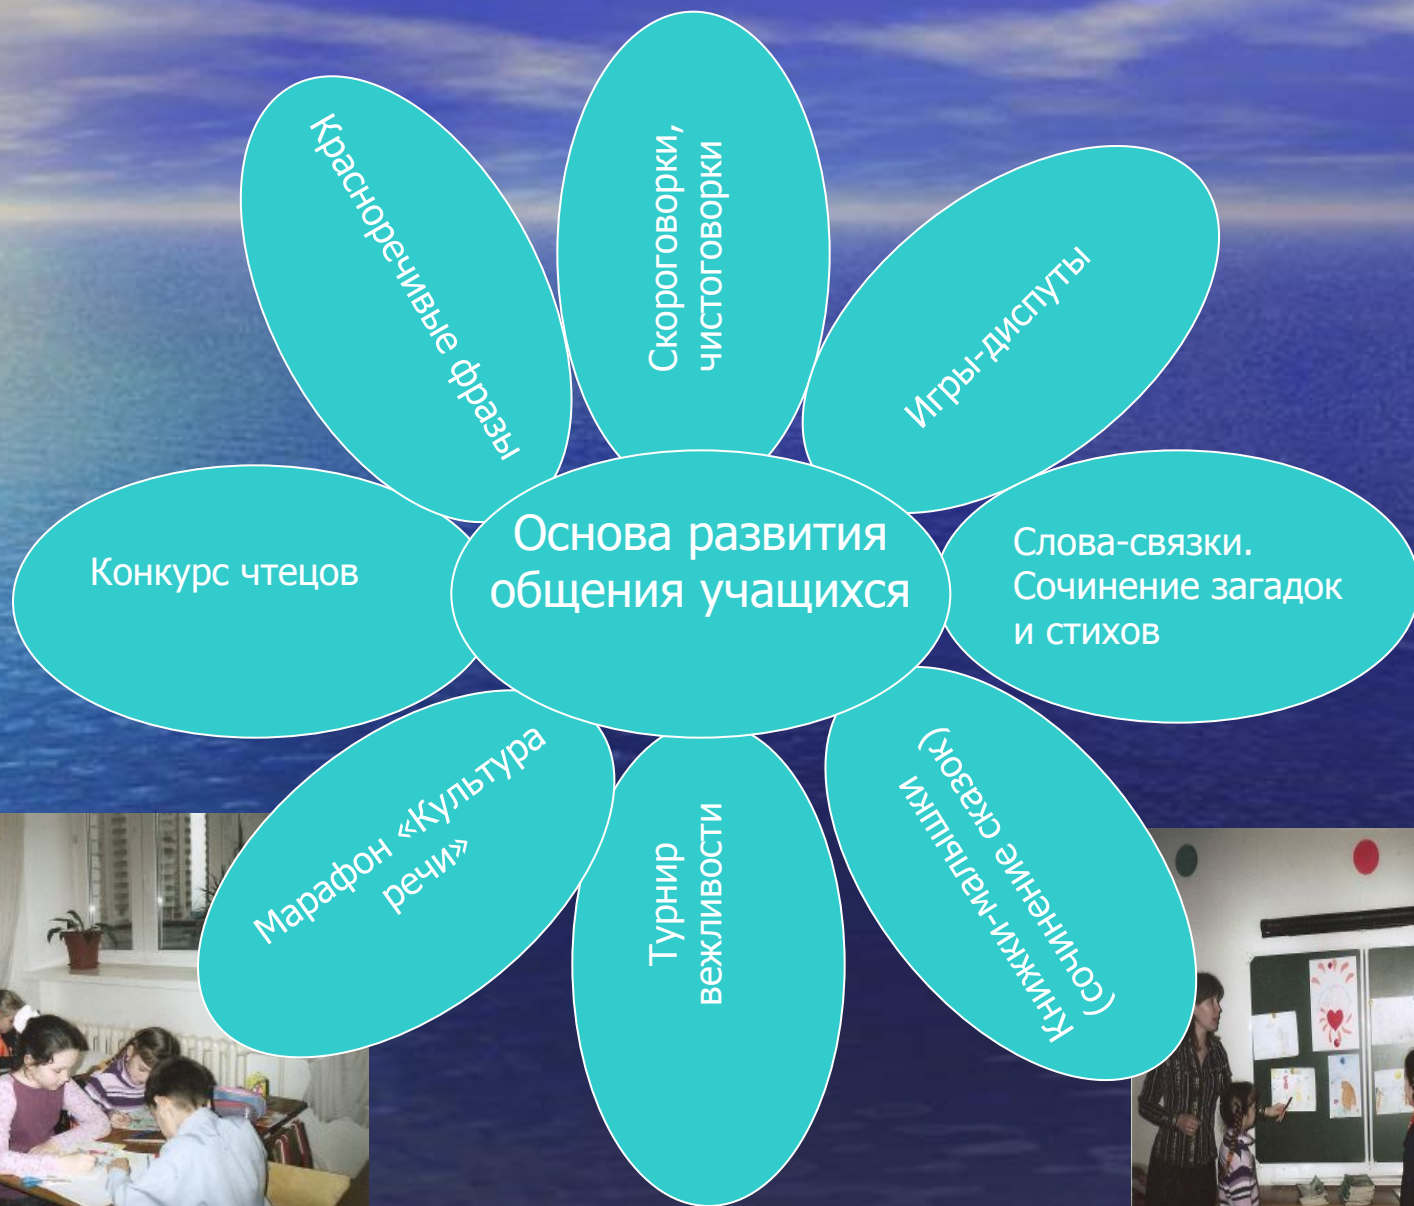 Основа развития
общения учащихся
Скороговорки,
чистоговорки
Игры-диспуты
Слова-связки.
Сочинение загадок
и стихов
Книжки-малышки
(сочинение сказок)
Турнир
вежливости
Марафон «Культура
речи»
Конкурс чтецов
Красноречивые фразы